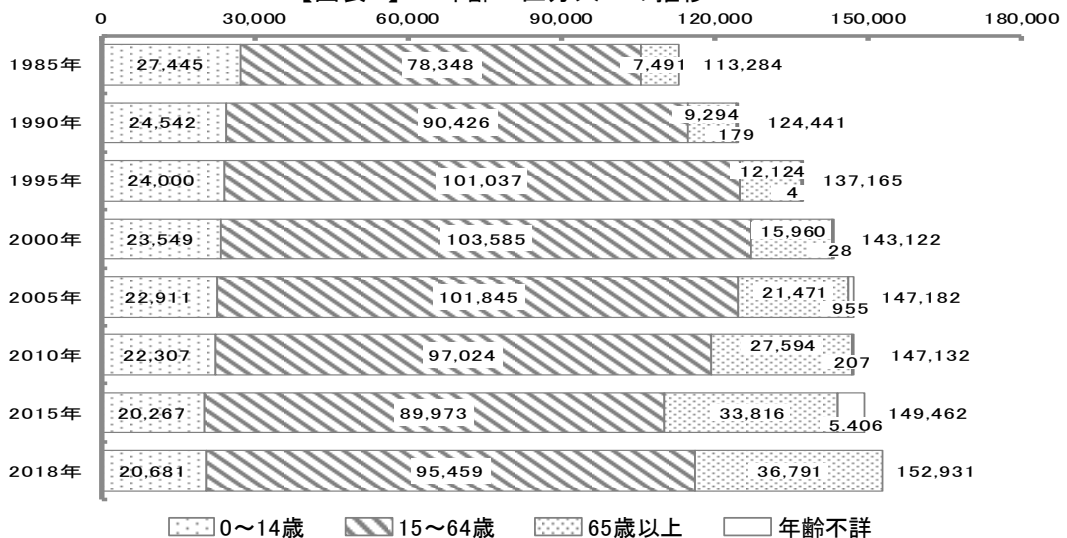 0 30,000 60,000 90,000 120,000 150,000 180,000
1985年 27,445 78,348 7,491 113,284
1990年 24,542 90,426 9,294 179 124,441
1995年 24,000 101,037 12,124 4 137,165
2000年 23,549 103,585 15,960 28 143,122
2005年 22,911 101,845 21,471 955 147,182
2010年 22,307 97,024 27,594 207 147,132
2015年 20,267 89,973 33,816 5,406 149,462
2018年 20,681 95,459 36,791 152,931
0～14歳 15～64歳 65歳以上 年齢不詳